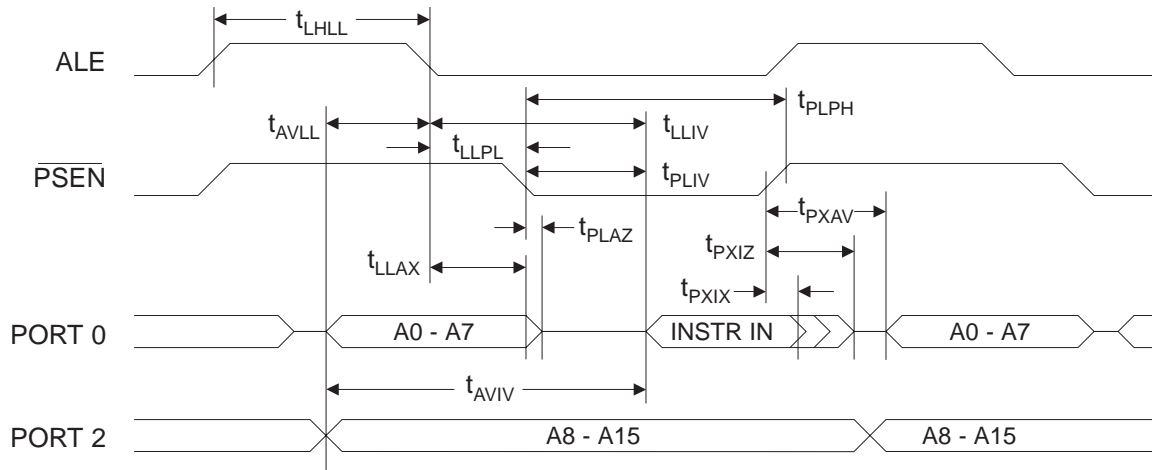 tLHLL
ALE
tPLPH
tAVLL
tLLIV
tLLPL
PSEN
tPLIV
tPXAV
tPLAZ
tPXIZ
tLLAX
tPXIX
PORT 0
A0 - A7
INSTR IN
A0 - A7
tAVIV
PORT 2
A8 - A15
A8 - A15